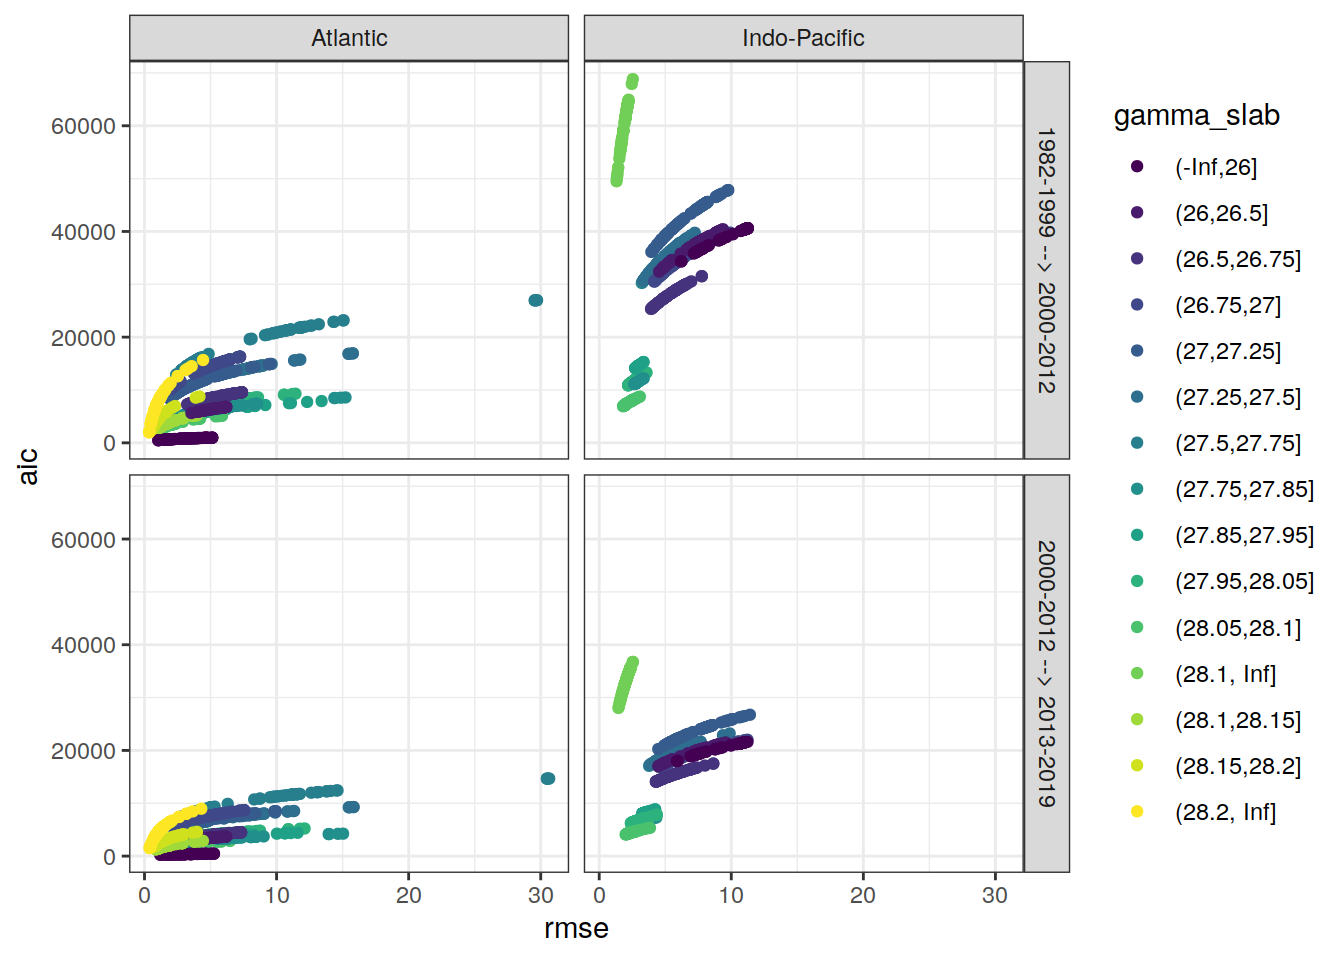 Atlantic
Indo-Pacific
60000
40000
20000
0
1982-1999 --> 2000-2012
60000
40000
20000
0
2000-2012 --> 2013-2019
0
10
20
30
0
10
20
30
rmse
aic
gamma_slab
(-Inf,26]
(26,26.5]
(26.5,26.75]
(26.75,27]
(27,27.25]
(27.25,27.5]
(27.5,27.75]
(27.75,27.85]
(27.85,27.95]
(27.95,28.05]
(28.05,28.1]
(28.1, Inf]
(28.1,28.15]
(28.15,28.2]
(28.2, Inf]